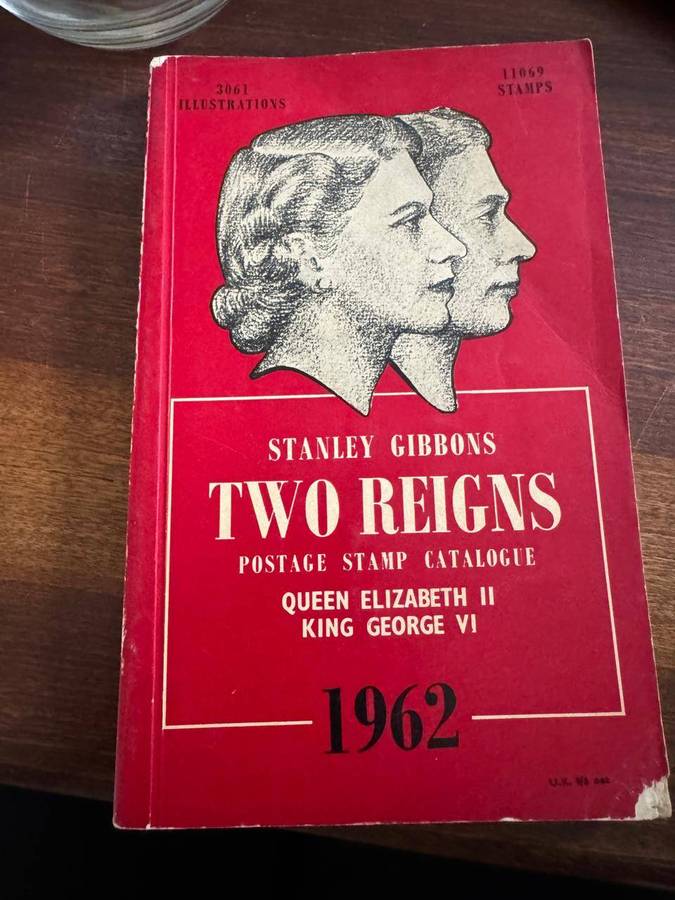 3061
ILLUSTRATIONS
11069
STAMPS
STANLEY GIBBONS
TWO REIGNS
POSTAGE STAMP CATALOGUE
QUEEN ELIZABETH II
KING GEORGE VI
1962
U.K.